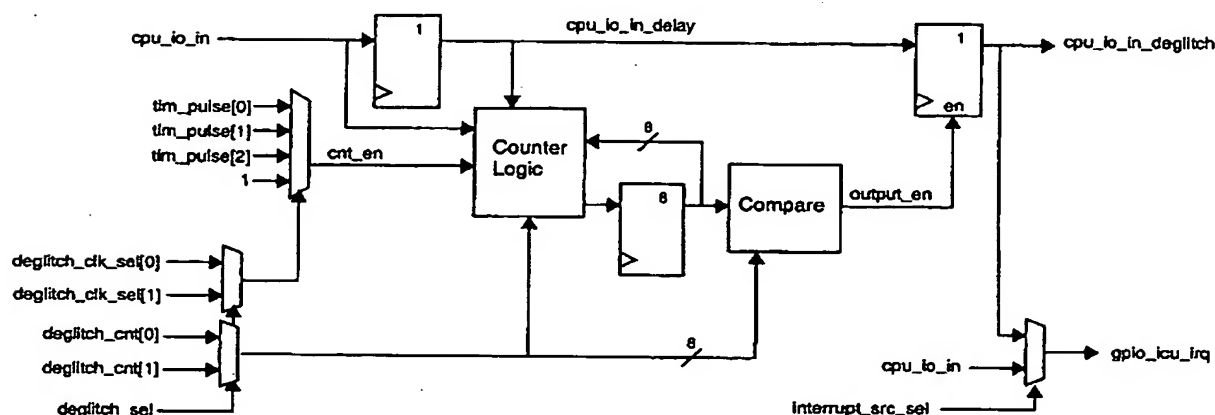 cpu_io_in
1
cpu_io_in_delay
1
cpu_io_in_deglitch
en
tim_pulse[0]
tim_pulse[1]
tim_pulse[2]
1
cnt_en
Counter
Logic
8
8
Compare
output_en
deglitch_clk_sel[0]
deglitch_clk_sel[1]
deglitch_cnt[0]
deglitch_cnt[1]
8
deglitch_sel
cpu_io_in
gpio_icu_irq
interrupt_src_sel